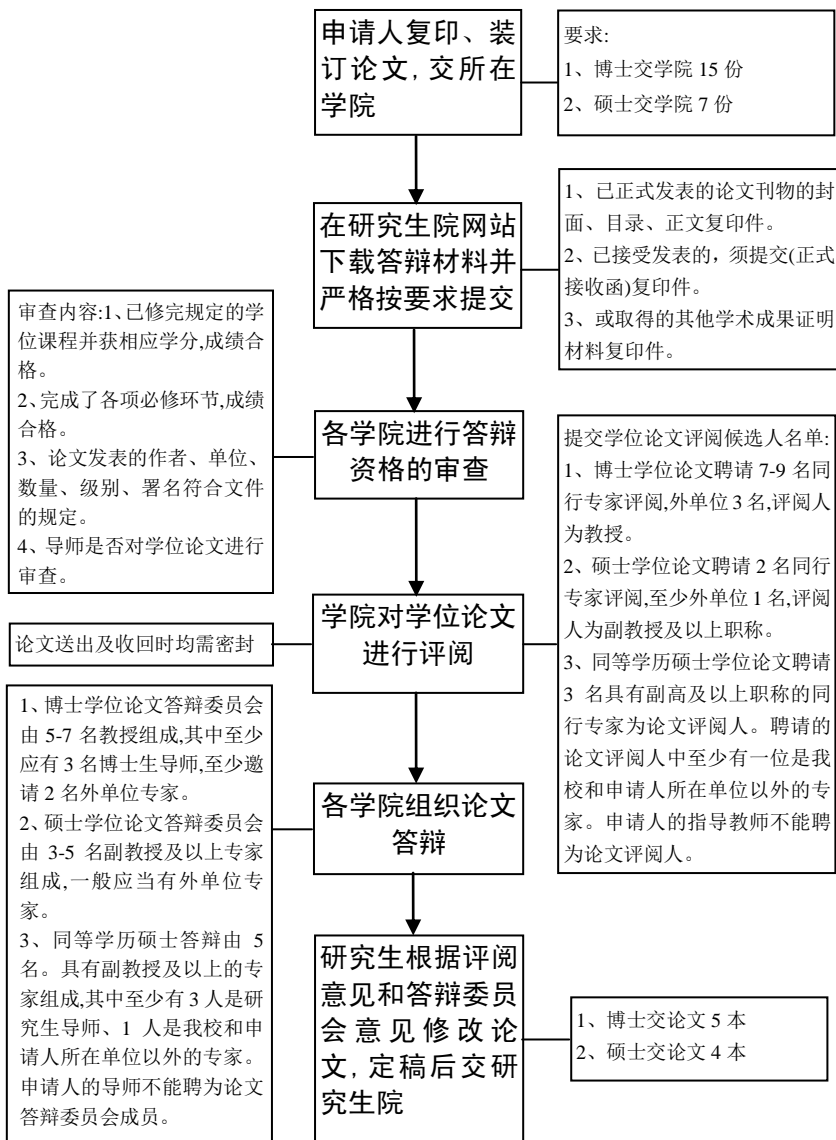 申请人复印、装
订论文,交所在
学院
要求:
1、博士交学院 15 份
2、硕士交学院 7 份
在研究生院网站
下载答辩材料并
严格按要求提交
1、已正式发表的论文刊物的封
面、目录、正文复印件。
2、已接受发表的，须提交(正式
接收函)复印件。
3、或取得的其他学术成果证明
材料复印件。
审查内容:1、已修完规定的学
位课程并获相应学分,成绩合
格。
2、完成了各项必修环节,成绩
合格。
3、论文发表的作者、单位、
数量、级别、署名符合文件
的规定。
4、导师是否对学位论文进行
审查。
各学院进行答辩
资格的审查
提交学位论文评阅候选人名单:
1、博士学位论文聘请 7-9 名同
行专家评阅,外单位 3 名,评阅人
为教授。
2、硕士学位论文聘请 2 名同行
专家评阅,至少外单位 1 名,评阅
人为副教授及以上职称。
3、同等学历硕士学位论文聘请
3 名具有副高及以上职称的同
行专家为论文评阅人。聘请的
论文评阅人中至少有一位是我
校和申请人所在单位以外的专
家。申请人的指导教师不能聘
为论文评阅人。
论文送出及收回时均需密封
学院对学位论文
进行评阅
1、博士学位论文答辩委员会
由 5-7 名教授组成,其中至少
应有 3 名博士生导师,至少邀
请 2 名外单位专家。
2、硕士学位论文答辩委员会
由 3-5 名副教授及以上专家
组成,一般应当有外单位专
家。
3、同等学历硕士答辩由 5
名。具有副教授及以上的专
家组成,其中至少有 3 人是研
究生导师、1 人是我校和申
请人所在单位以外的专家。
申请人的导师不能聘为论文
答辩委员会成员。
各学院组织论文
答辩
研究生根据评阅
意见和答辩委员
会意见修改论
文,定稿后交研
究生院
1、博士交论文 5 本
2、硕士交论文 4 本